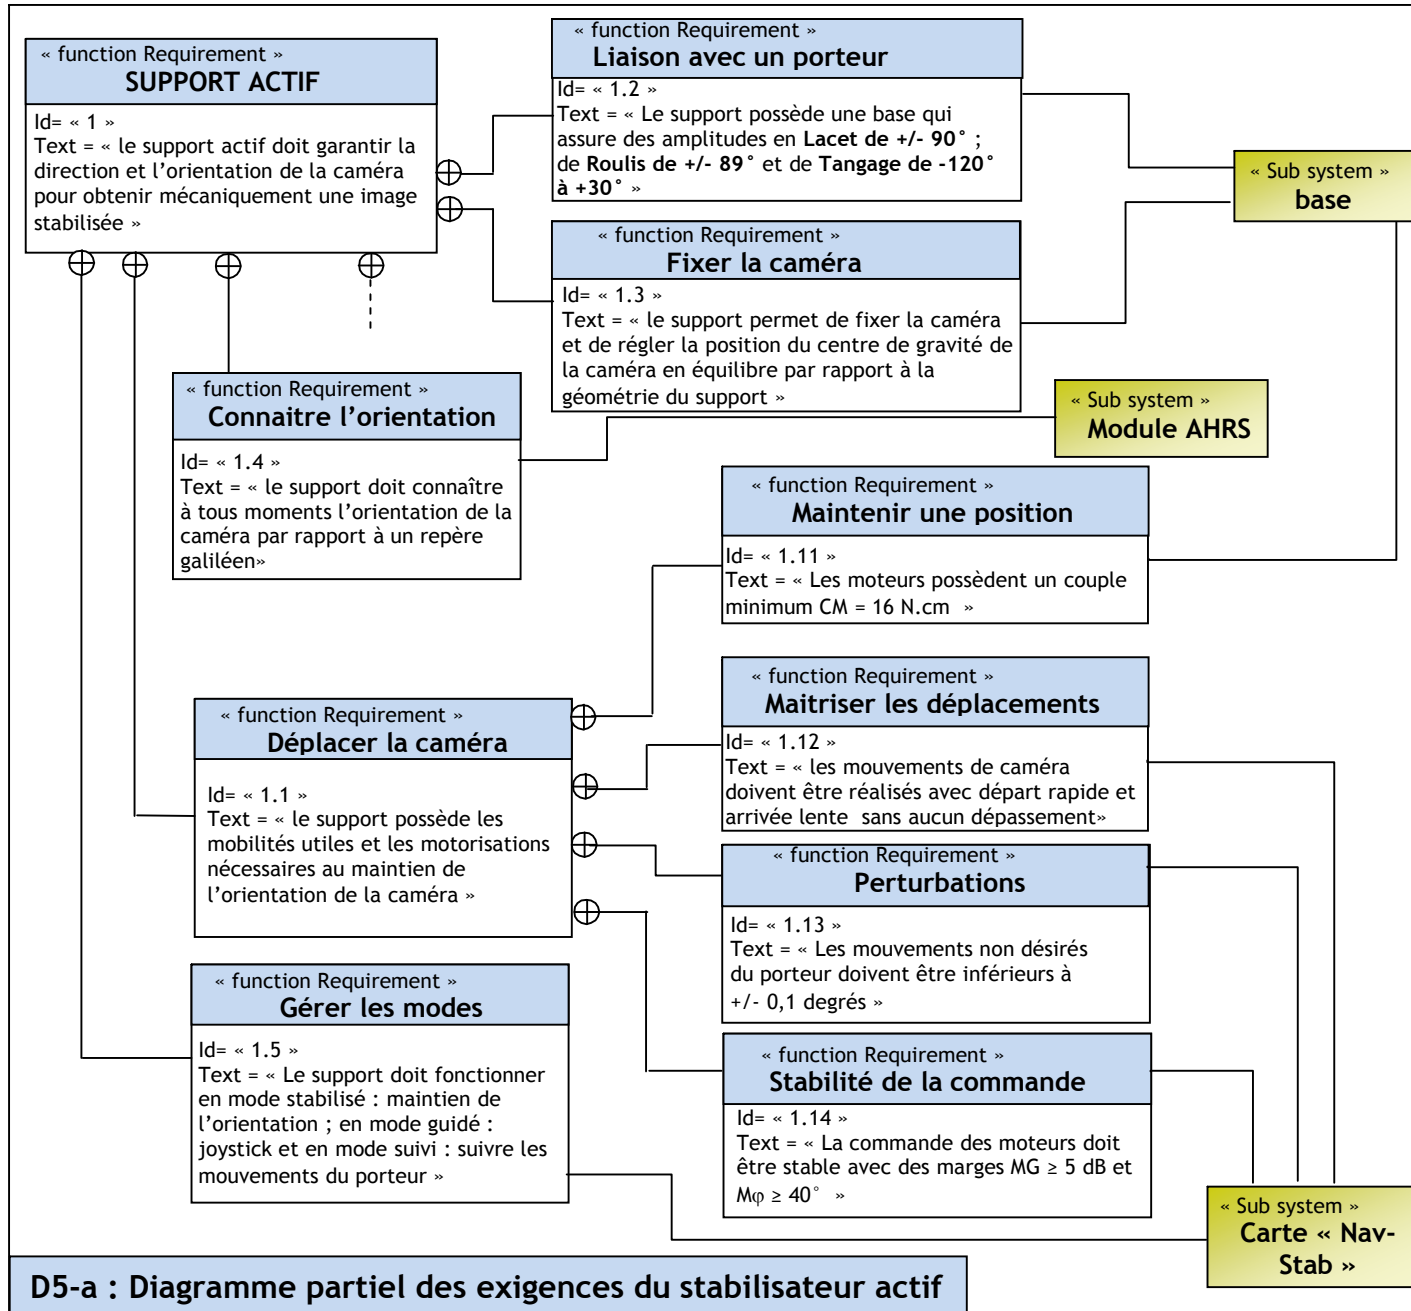 « function Requirement »
SUPPORT ACTIF
Id= « 1 »
Text = « le support actif doit garantir la
direction et l’orientation de la caméra
pour obtenir mécaniquement une image
stabilisée »
« function Requirement »
Liaison avec un porteur
Id= « 1.2 »
Text = « Le support possède une base qui
assure des amplitudes en Lacet de +/- 90° ;
de Roulis de +/- 89° et de Tangage de -120°
à +30° »
« Sub system »
base
« function Requirement »
Fixer la caméra
Id= « 1.3 »
Text = « le support permet de fixer la caméra
et de régler la position du centre de gravité de
la caméra en équilibre par rapport à la
géométrie du support »
« function Requirement »
Connaitre l’orientation
Id= « 1.4 »
Text = « le support doit connaître
à tous moments l’orientation de la
caméra par rapport à un repère
galiléen»
« Sub system »
Module AHRS
« function Requirement »
Maintenir une position
Id= « 1.11 »
Text = « Les moteurs possèdent un couple
minimum CM = 16 N.cm »
« function Requirement »
Déplacer la caméra
Id= « 1.1 »
Text = « le support possède les
mobilités utiles et les motorisations
nécessaires au maintien de
l’orientation de la caméra »
« function Requirement »
Maitriser les déplacements
Id= « 1.12 »
Text = « les mouvements de caméra
doivent être réalisés avec départ rapide et
arrivée lente sans aucun dépassement»
« function Requirement »
Perturbations
Id= « 1.13 »
Text = « Les mouvements non désirés
du porteur doivent être inférieurs à
+/- 0,1 degrés »
« function Requirement »
Gérer les modes
Id= « 1.5 »
Text = « Le support doit fonctionner
en mode stabilisé : maintien de
l’orientation ; en mode guidé :
joystick et en mode suivi : suivre les
mouvements du porteur »
« function Requirement »
Stabilité de la commande
Id= « 1.14 »
Text = « La commande des moteurs doit
être stable avec des marges MG ≥ 5 dB et
Mφ ≥ 40° »
« Sub system »
Carte « Nav-
Stab »
D5-a : Diagramme partiel des exigences du stabilisateur actif